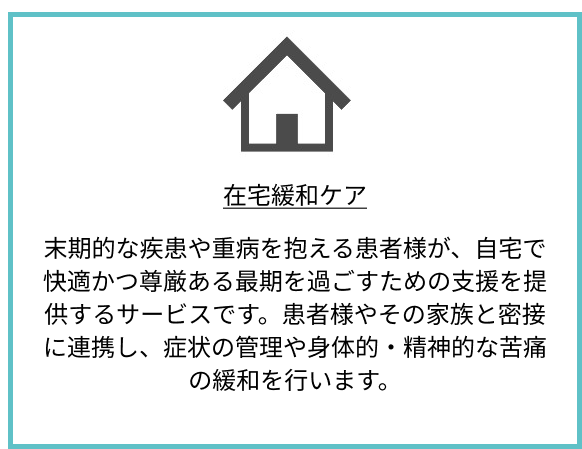 在宅緩和ケア
末期的な疾患や重病を抱える患者様が、自宅で
快適かつ尊厳ある最期を過ごすための支援を提
供するサービスです。患者様やその家族と密接
に連携し、症状の管理や身体的・精神的な苦痛
の緩和を行います。